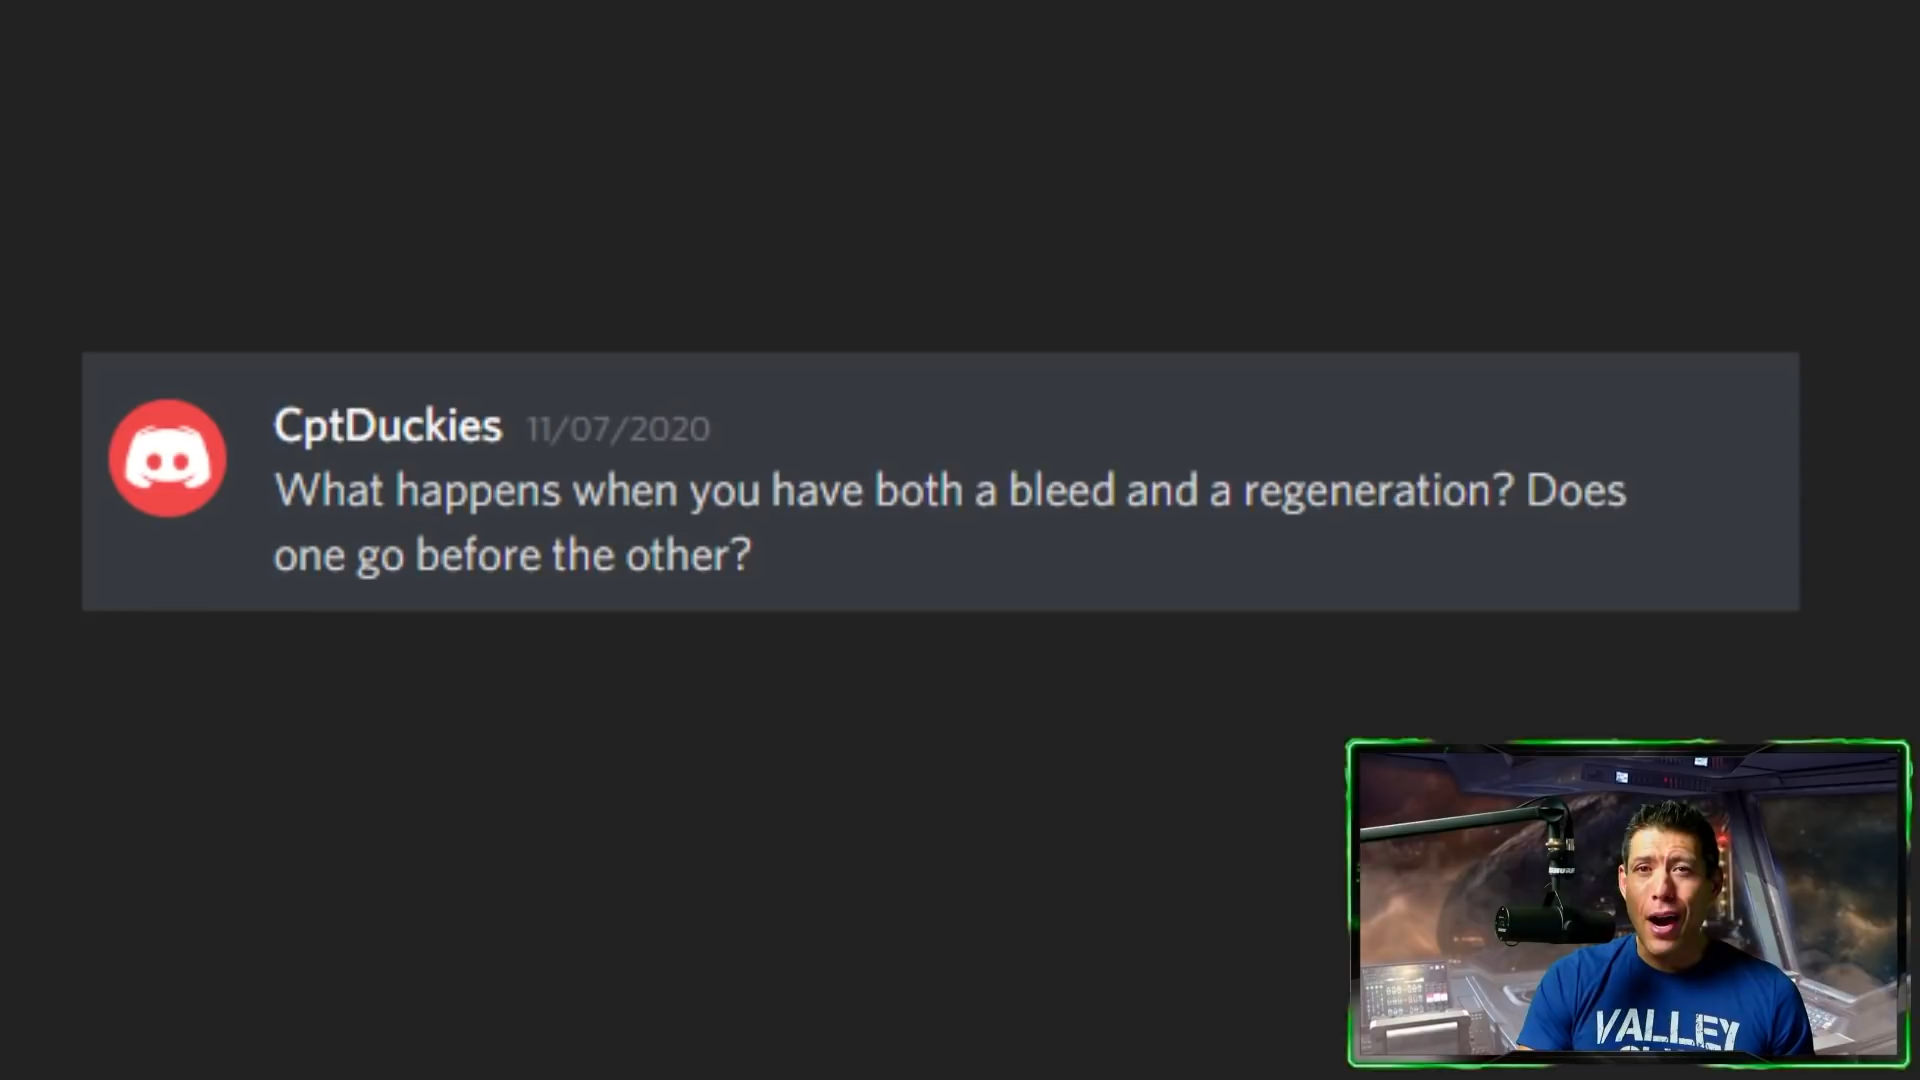 CptDuckies 11/07/2020
What happens when you have both a bleed and a regeneration? Does
one go before the other?
VALLEY